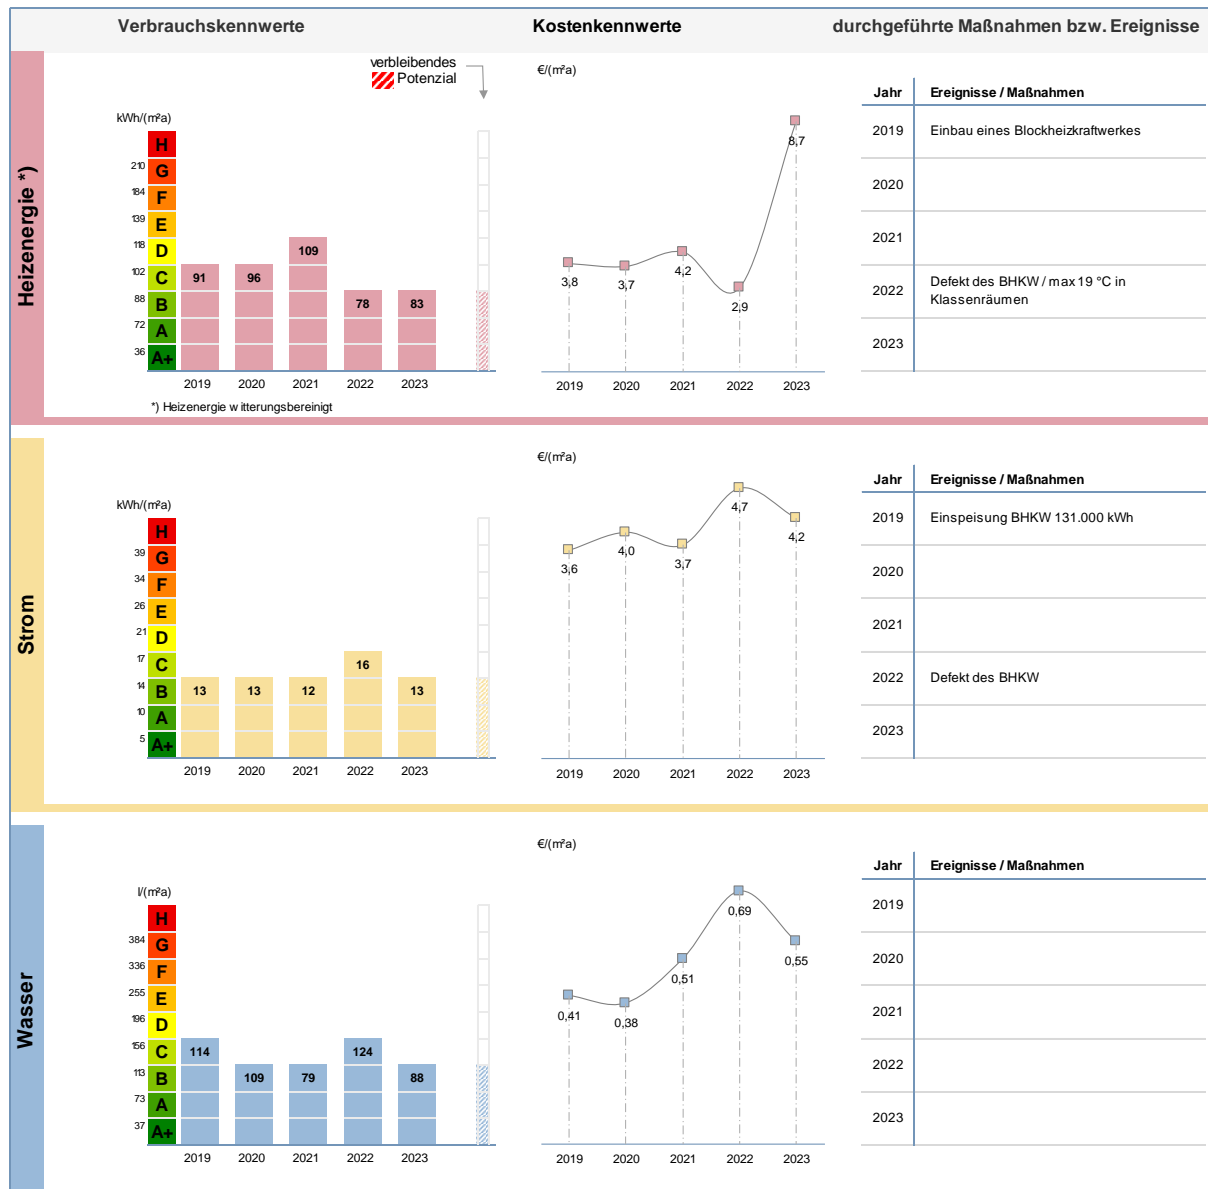 Verbrauchskennwerte
Kostenkennwerte
durchgeführte Maßnahmen bzw. Ereignisse
Heizenergie *)
verbleibendes
Potenzial
kWh/(m²a)
H
210
G
184
F
139
E
118
D
102
C
88
B
72
A
36
A+
91
96
109
78
83
2019 2020 2021 2022 2023
*) Heizenergie witterungsbereinigt
€/(m²a)
3,8
3,7
4,2
2,9
8,7
2019 2020 2021 2022 2023
Jahr Ereignisse / Maßnahmen
2019 Einbau eines Blockheizkraftwerkes
2020
2021
2022 Defekt des BHKW / max 19 °C in
Klassenräumen
2023
Strom
kWh/(m²a)
H
39
G
34
F
26
E
21
D
17
C
14
B
10
A
5
A+
13
13
12
16
13
2019 2020 2021 2022 2023
€/(m²a)
3,6
4,0
3,7
4,7
4,2
2019 2020 2021 2022 2023
Jahr Ereignisse / Maßnahmen
2019 Einspeisung BHKW 131.000 kWh
2020
2021
2022 Defekt des BHKW
2023
Wasser
l/(m²a)
H
384
G
336
F
255
E
196
D
156
C
113
B
73
A
37
A+
114
109
79
124
88
2019 2020 2021 2022 2023
€/(m²a)
0,41
0,38
0,51
0,69
0,55
2019 2020 2021 2022 2023
Jahr Ereignisse / Maßnahmen
2019
2020
2021
2022
2023